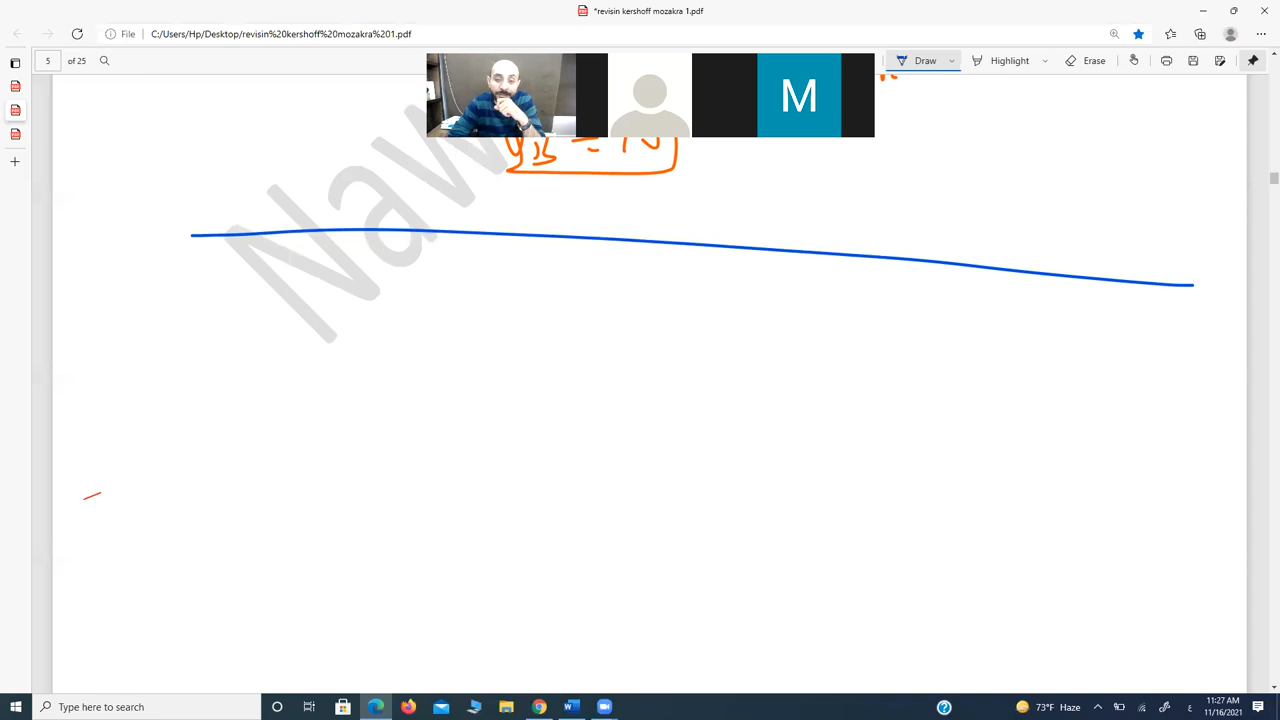 *revisin kershoff mozakra 1.pdf
File C:/Users/Hp/Desktop/revisin%20kershoff%20mozakra%201.pdf
5 of 25 Draw Highlight Erase
M
Naw
Type here to search 73°F Haze ع 11:27 AM
11/16/2021